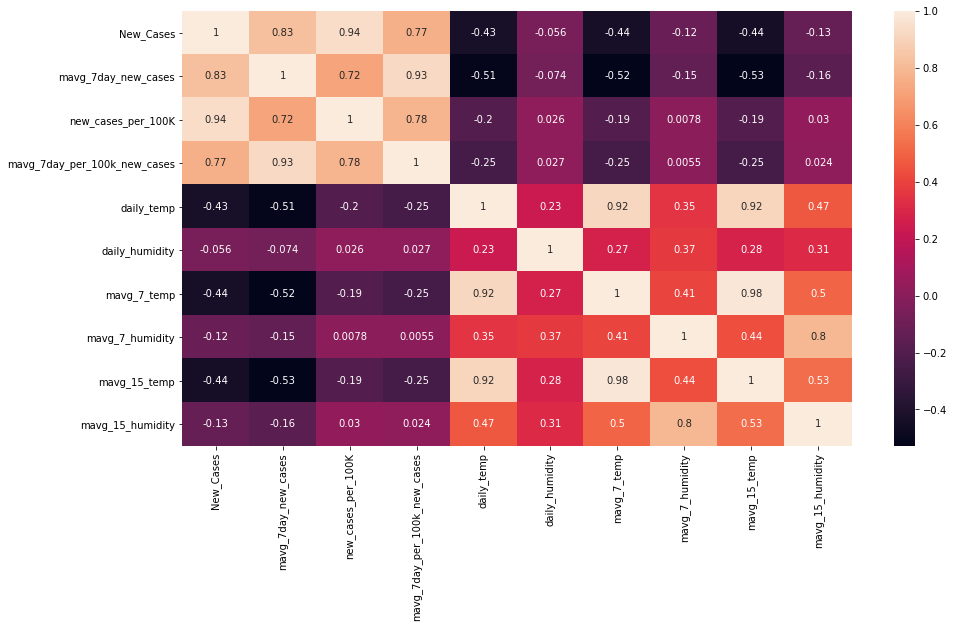 New_Cases 1 0.83 0.94 0.77 -0.43 -0.056 -0.44 -0.12 -0.44 -0.13
mavg_7day_new_cases 0.83 1 0.72 0.93 -0.51 -0.074 -0.52 -0.15 -0.53 -0.16
new_cases_per_100K 0.94 0.72 1 0.78 -0.2 0.026 -0.19 0.0078 -0.19 0.03
mavg_7day_per_100k_new_cases 0.77 0.93 0.78 1 -0.25 0.027 -0.25 0.0055 -0.25 0.024
daily_temp -0.43 -0.51 -0.2 -0.25 1 0.23 0.92 0.35 0.92 0.47
daily_humidity -0.056 -0.074 0.026 0.027 0.23 1 0.27 0.37 0.28 0.31
mavg_7_temp -0.44 -0.52 -0.19 -0.25 0.92 0.27 1 0.41 0.98 0.5
mavg_7_humidity -0.12 -0.15 0.0078 0.0055 0.35 0.37 0.41 1 0.44 0.8
mavg_15_temp -0.44 -0.53 -0.19 -0.25 0.92 0.28 0.98 0.44 1 0.53
mavg_15_humidity -0.13 -0.16 0.03 0.024 0.47 0.31 0.5 0.8 0.53 1
New_Cases
mavg_7day_new_cases
new_cases_per_100K
mavg_7day_per_100k_new_cases
daily_temp
daily_humidity
mavg_7_temp
mavg_7_humidity
mavg_15_temp
mavg_15_humidity
1.0
0.8
0.6
0.4
0.2
0.0
−0.2
−0.4